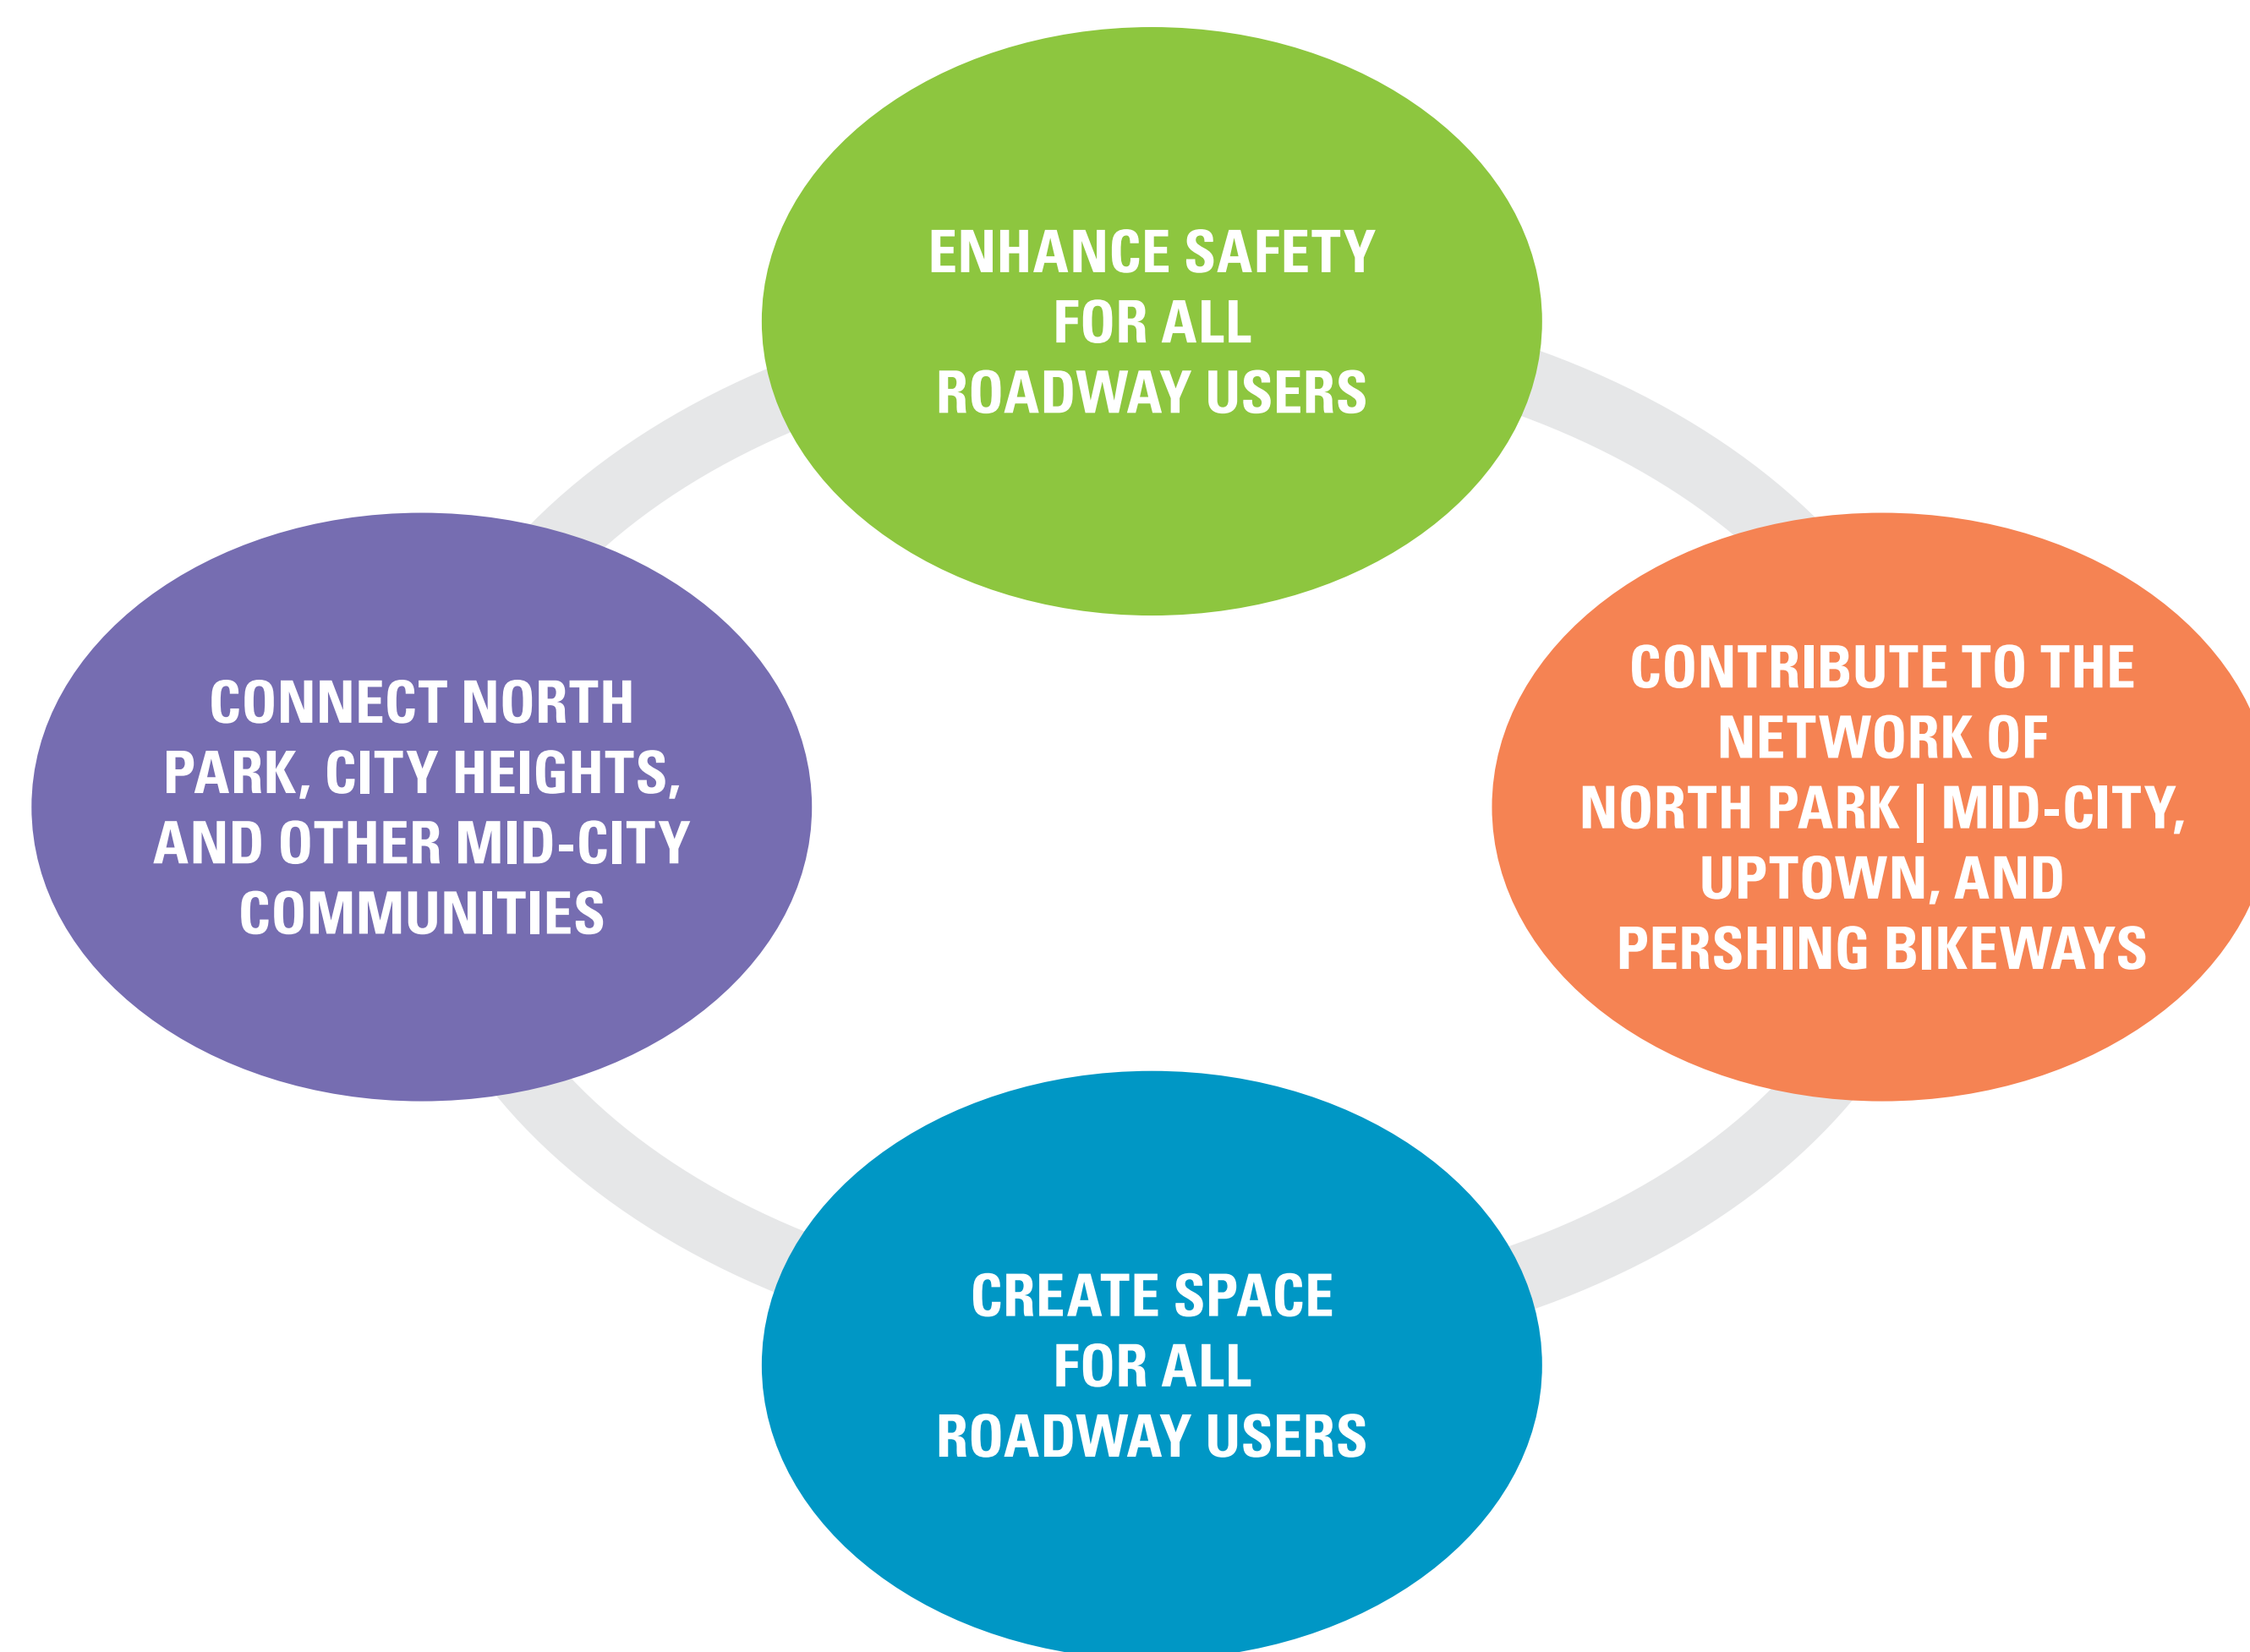 ENHANCE SAFETY
FOR ALL
ROADWAY USERS
CONNECT NORTH
PARK, CITY HEIGHTS,
AND OTHER MID-CITY
COMMUNITIES
CONTRIBUTE TO THE
NETWORK OF
NORTH PARK | MID-CITY,
UPTOWN, AND
PERSHING BIKEWAYS
CREATE SPACE
FOR ALL
ROADWAY USERS